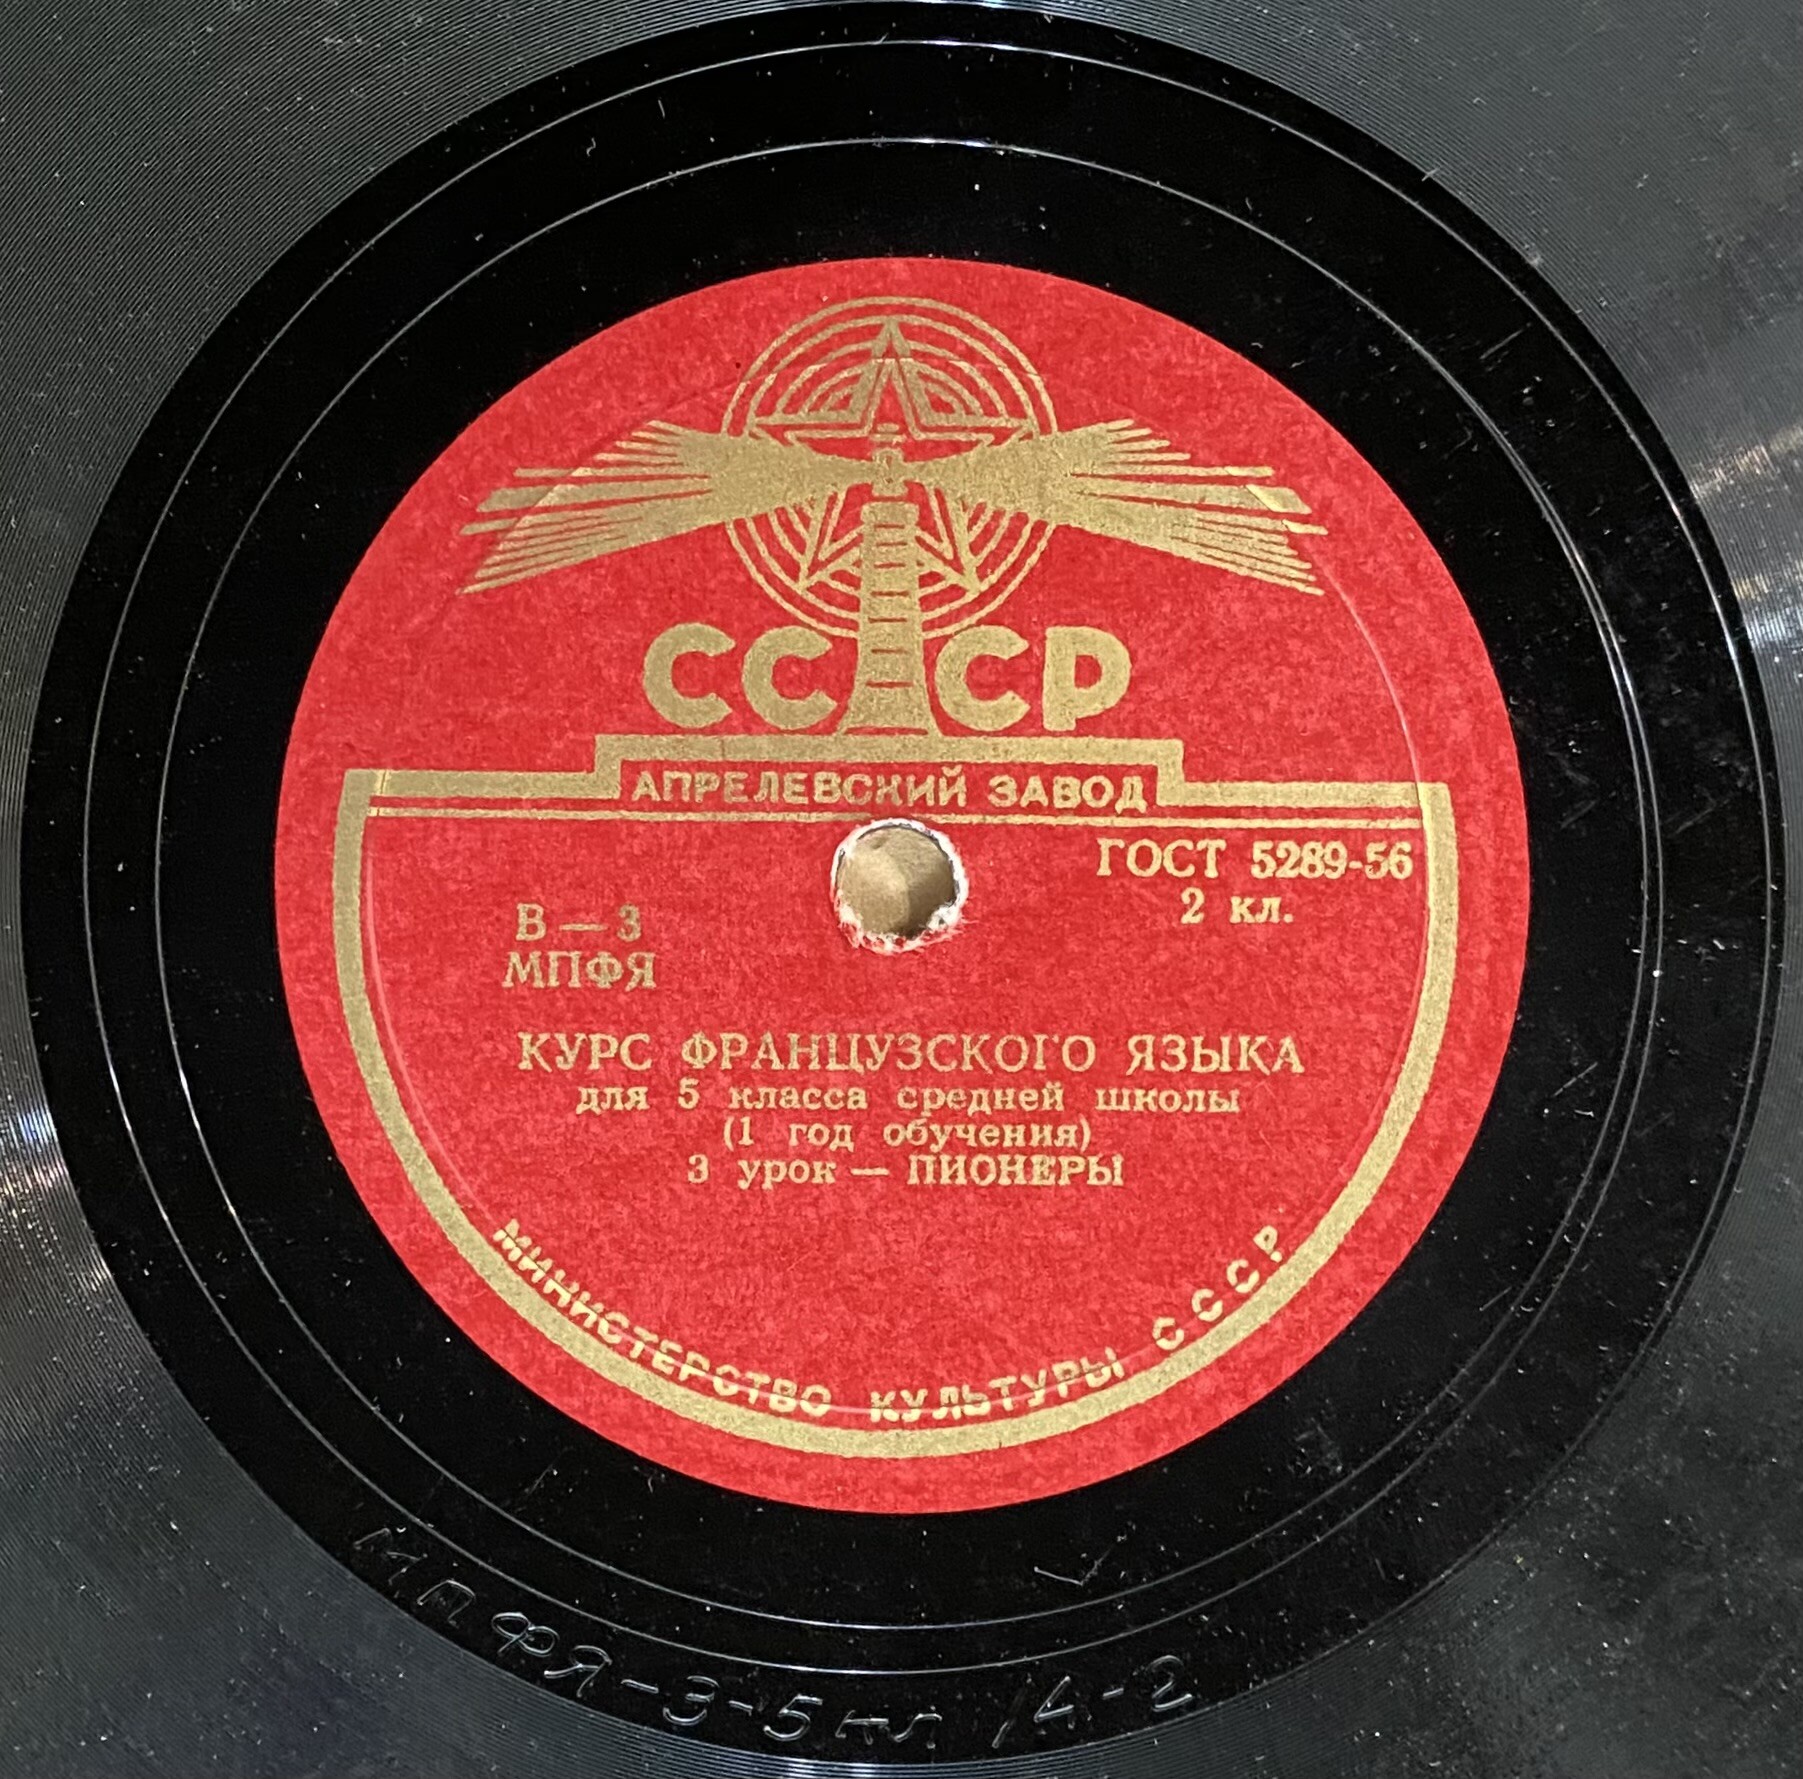 СССР
АПРЕЛЕВСКИЙ ЗАВОД
ГОСТ 5289-56
2 кл.
В — 3
МПФЯ
КУРС ФРАНЦУЗСКОГО ЯЗЫКА
для 5 класса средней школы
(1 год обучения)
3 урок — ПИОНЕРЫ
МИНИСТЕРСТВО КУЛЬТУРЫ СССР
МПФЯ-3-5кл /4-2